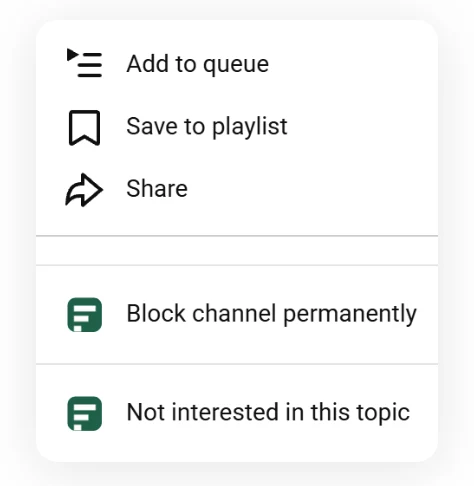 Add to queue
Save to playlist
Share
Block channel permanently
Not interested in this topic